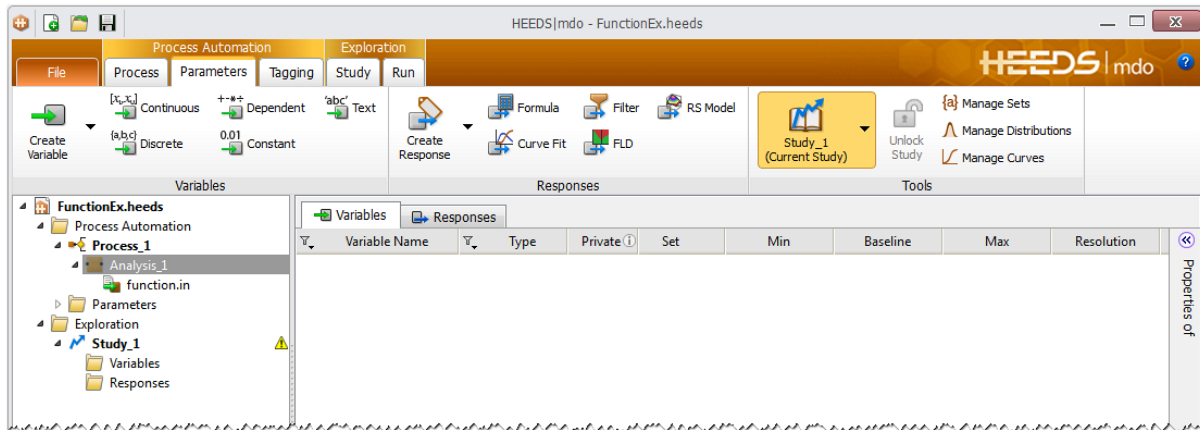 HEEDS|mdo - FunctionEx.heeds
Process Automation Exploration
File Process Parameters Tagging Study Run
HEEDS|mdo
[xₗ,xᵤ] Continuous +-*÷ Dependent 'abc' Text
Create Variable
{a,b,c} Discrete 0.01 Constant
Variables
Create Response
Formula Filter RS Model
Curve Fit FLD
Responses
Study_1
(Current Study)
Unlock
Study
{a} Manage Sets
Manage Distributions
Manage Curves
Tools
FunctionEx.heeds
Process Automation
Process_1
Analysis_1
function.in
Parameters
Exploration
Study_1
Variables
Responses
Variables Responses
Variable Name Type Private Set Min Baseline Max Resolution
Properties of